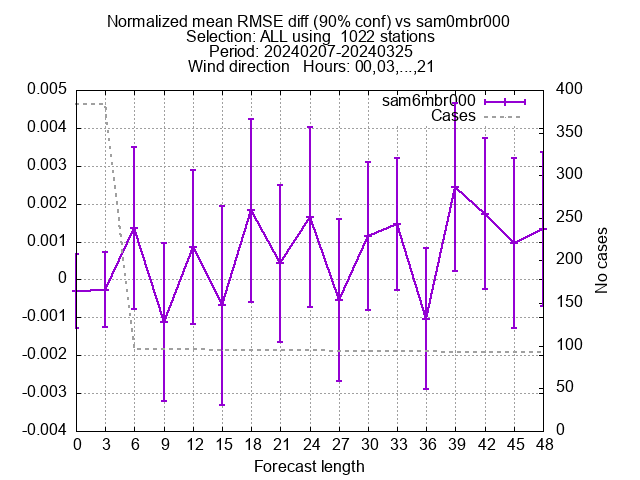 Normalized mean RMSE diff (90% conf) vs sam0mbr000
Selection: ALL using  1022 stations
Period: 20240207-20240325
Wind direction   Hours: 00,03,...,21
sam6mbr000
Cases
0.005
0.004
0.003
0.002
0.001
0
-0.001
-0.002
-0.003
-0.004
400
350
300
250
200
150
100
50
0
No cases
0 3 6 9 12 15 18 21 24 27 30 33 36 39 42 45 48
Forecast length